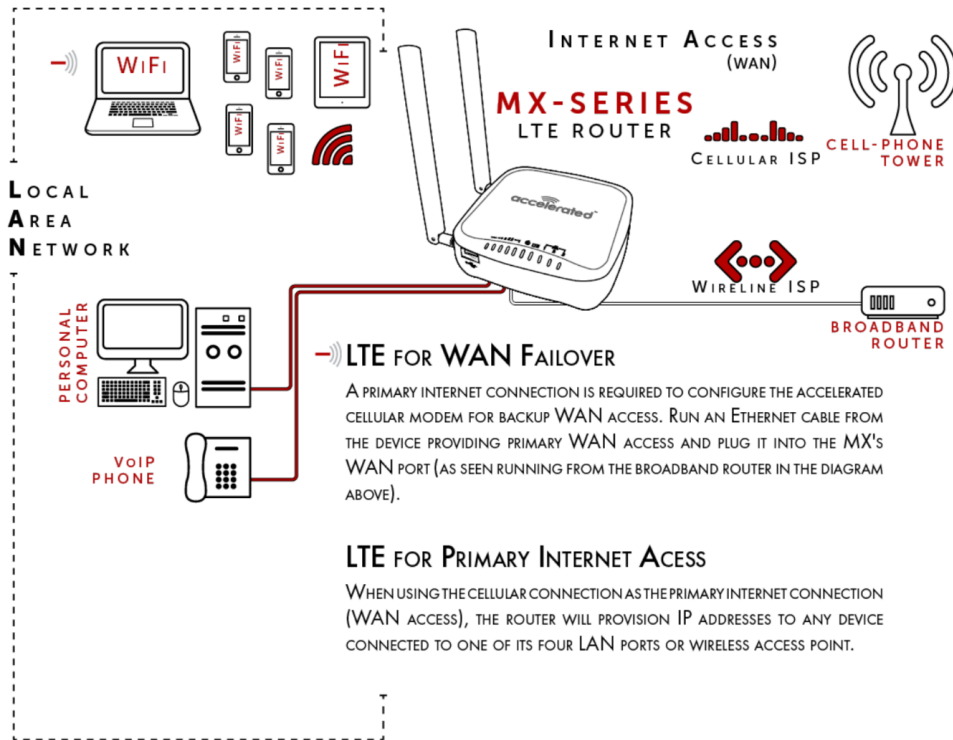 WiFi
WiFi
WiFi
WiFi
WiFi
WiFi
Internet Access
(WAN)
MX-SERIES
LTE ROUTER
Cellular ISP
CELL-PHONE
TOWER
accelerated
Local
Area
Network
Wireline ISP
BROADBAND
ROUTER
PERSONAL
COMPUTER
VoIP
PHONE
LTE for WAN Failover
A primary internet connection is required to configure the accelerated
cellular modem for backup WAN access. Run an Ethernet cable from
the device providing primary WAN access and plug it into the MX's
WAN port (as seen running from the broadband router in the diagram
above).
LTE for Primary Internet Acess
When using the cellular connection as the primary internet connection
(WAN access), the router will provision IP addresses to any device
connected to one of its four LAN ports or wireless access point.